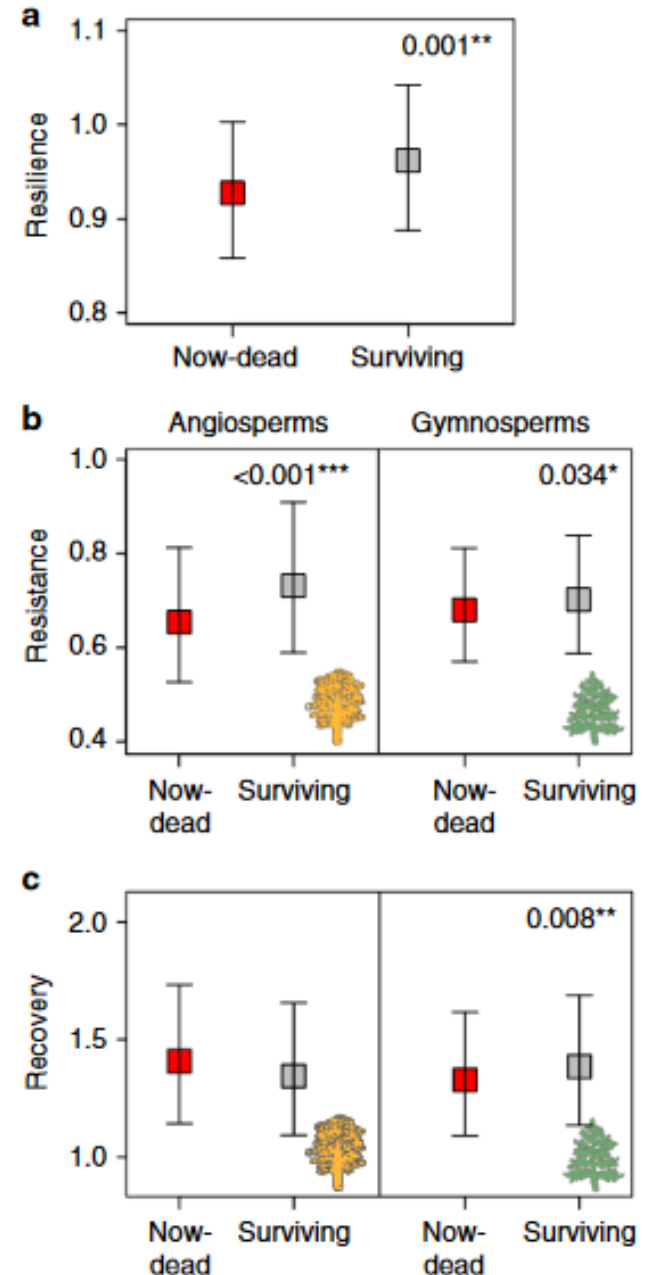 a
1.1
1.0
0.9
0.8
Resilience
0.001**
Now-dead Surviving
b
Angiosperms Gymnosperms
1.0
0.8
0.6
0.4
Resistance
<0.001*** 0.034*
Now- Surviving Now- Surviving
dead dead
c
2.0
1.5
1.0
Recovery
0.008**
Now- Surviving Now- Surviving
dead dead